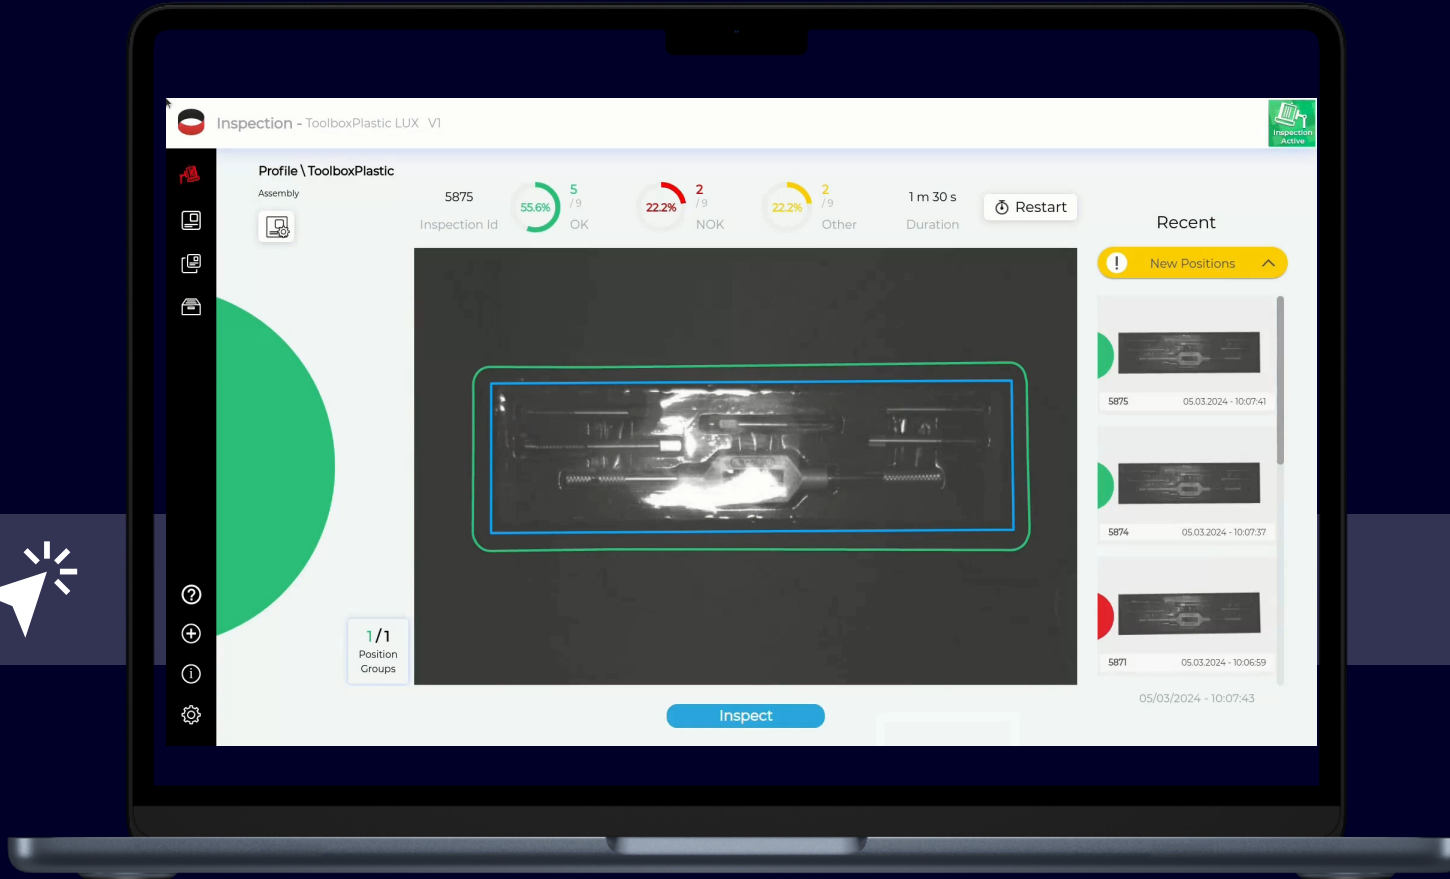 Inspection - ToolboxPlastic LUX V1
Inspection
Active
Profile \ ToolboxPlastic
Assembly
5875
Inspection Id
55.6%
5
/ 9
OK
22.2%
2
/ 9
NOK
22.2%
2
/ 9
Other
1 m 30 s
Duration
Restart
Recent
! New Positions
5875 05.03.2024 - 10:07:41
5874 05.03.2024 - 10:07:37
5871 05.03.2024 - 10:06:59
05/03/2024 - 10:07:43
1/1
Position
Groups
Inspect